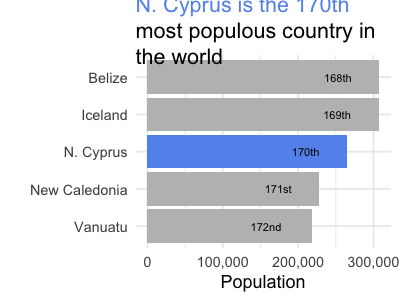 N. Cyprus is the 170th
most populous country in
the world
Belize
168th
Iceland
169th
N. Cyprus
170th
New Caledonia
171st
Vanuatu
172nd
0
100,000
200,000
300,000
Population